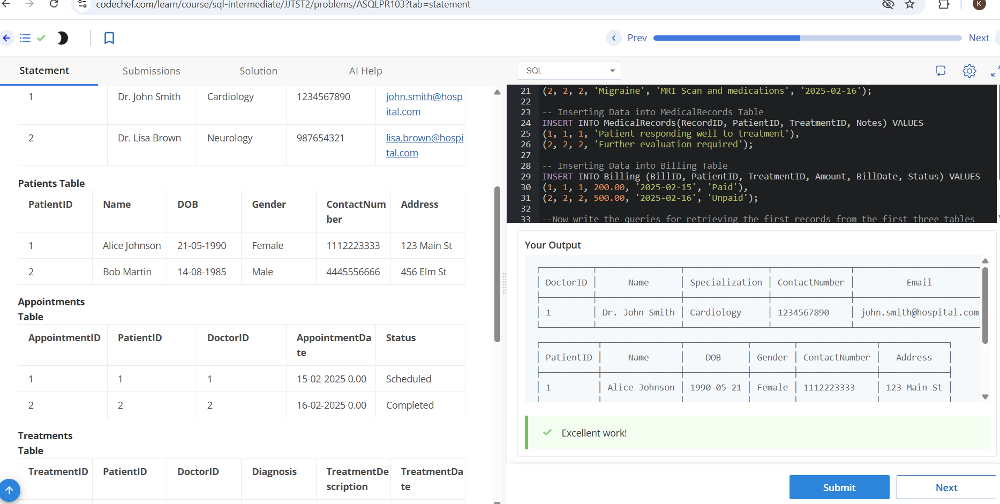 codechef.com/learn/course/sql-intermediate/JJTST2/problems/ASQLPR103?tab=statement
K
Prev
Next
Statement
Submissions
Solution
AI Help
SQL
1 Dr. John Smith Cardiology 1234567890 john.smith@hosp
ital.com
2 Dr. Lisa Brown Neurology 987654321 lisa.brown@hospi
tal.com
Patients Table
PatientID Name DOB Gender ContactNum Address
ber
1 Alice Johnson 21-05-1990 Female 1112223333 123 Main St
2 Bob Martin 14-08-1985 Male 4445556666 456 Elm St
Appointments
Table
AppointmentID PatientID DoctorID AppointmentDa Status
te
1 1 1 15-02-2025 0.00 Scheduled
2 2 2 16-02-2025 0.00 Completed
Treatments
Table
TreatmentID PatientID DoctorID Diagnosis TreatmentDe TreatmentDa
scription te
21 (2, 2, 2, 'Migraine', 'MRI Scan and medications', '2025-02-16');
22
23 -- Inserting Data into MedicalRecords Table
24 INSERT INTO MedicalRecords(RecordID, PatientID, TreatmentID, Notes) VALUES
25 (1, 1, 1, 'Patient responding well to treatment'),
26 (2, 2, 2, 'Further evaluation required');
27
28 -- Inserting Data into Billing Table
29 INSERT INTO Billing (BillID, PatientID, TreatmentID, Amount, BillDate, Status) VALUES
30 (1, 1, 1, 200.00, '2025-02-15', 'Paid'),
31 (2, 2, 2, 500.00, '2025-02-16', 'Unpaid');
32
33 --Now write the queries for retrieving the first records from the first three tables
Your Output
DoctorID Name Specialization ContactNumber Email
1 Dr. John Smith Cardiology 1234567890 john.smith@hospital.com
PatientID Name DOB Gender ContactNumber Address
1 Alice Johnson 1990-05-21 Female 1112223333 123 Main St
Excellent work!
Submit
Next